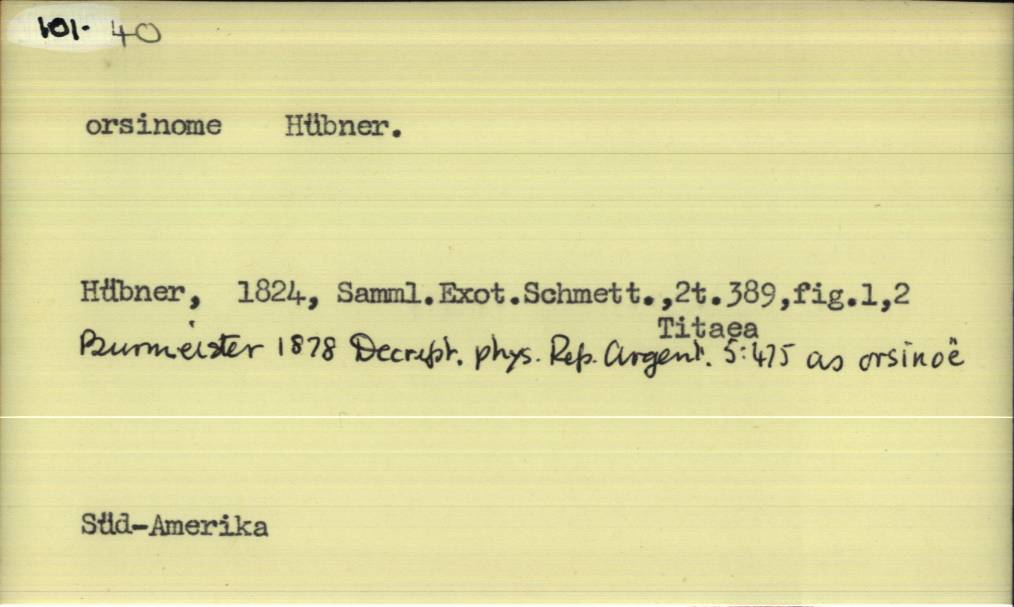 101. 40
orsinome Hübner.
Hübner, 1824, Samml.Exot.Schmett.,2t.389,fig.1,2
Titaea
Burmeister 1878 Decript. phys. Rep. Argent. 5:475 as orsinoë
Süd-Amerika